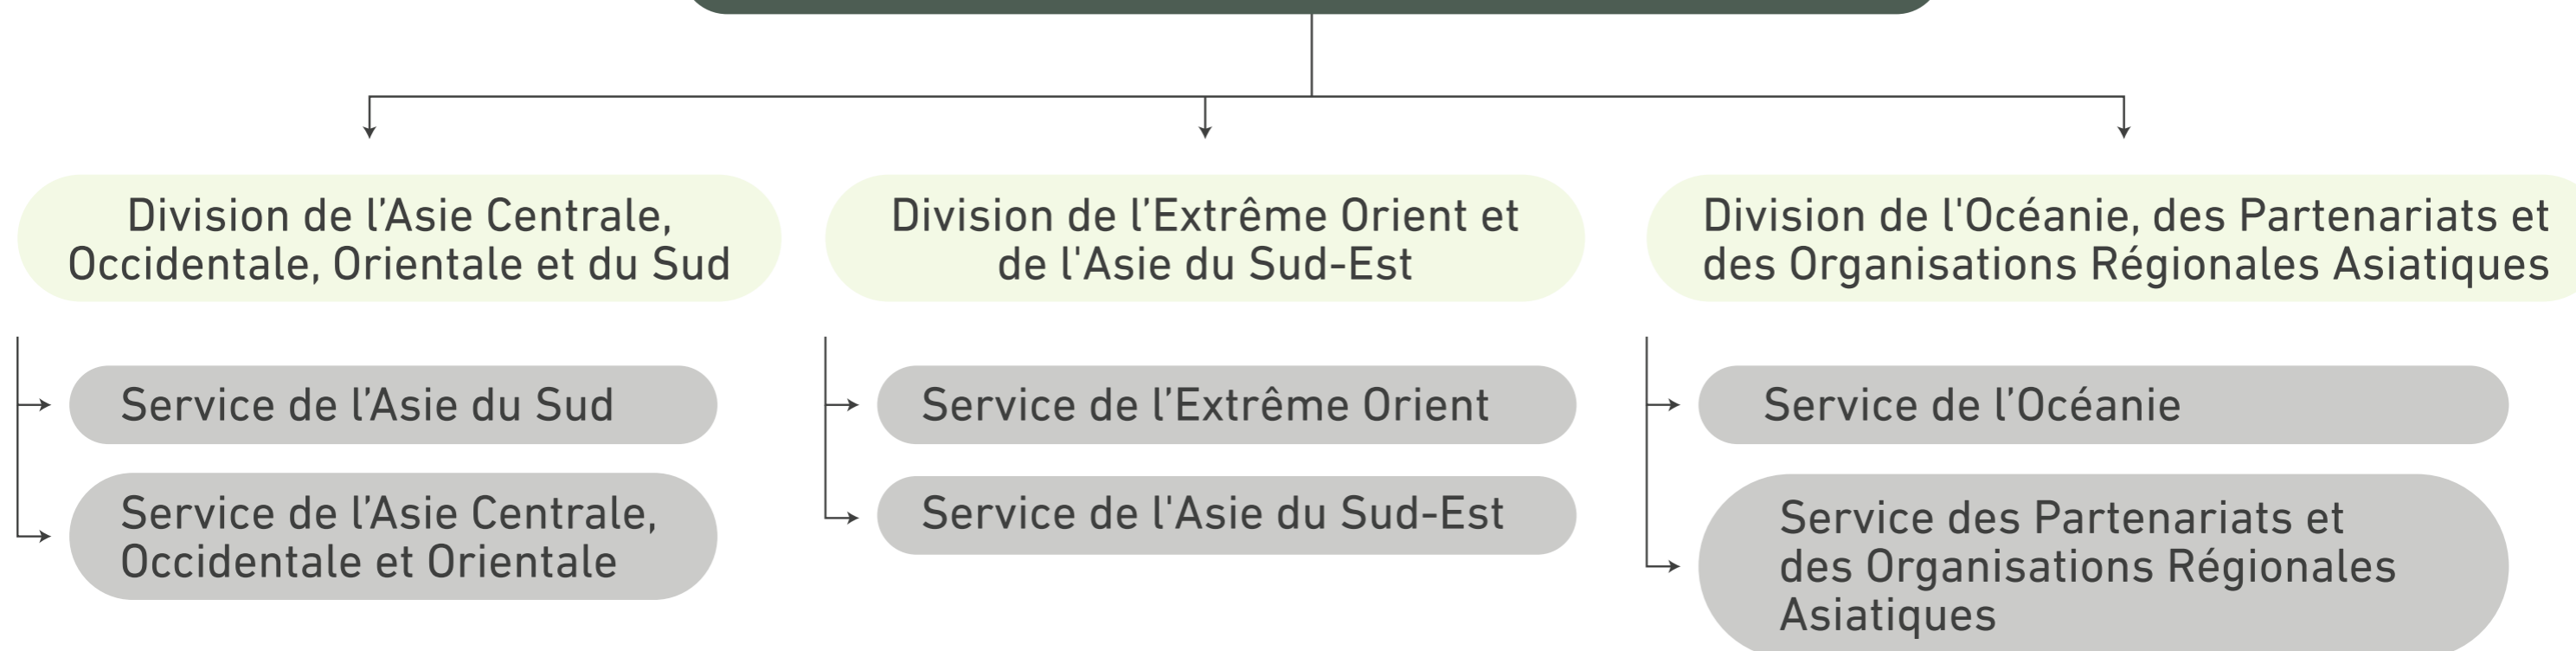 Division de l’Asie Centrale,
Occidentale, Orientale et du Sud
Division de l’Extrême Orient et
de l'Asie du Sud-Est
Division de l'Océanie, des Partenariats et
des Organisations Régionales Asiatiques
Service de l’Asie du Sud
Service de l’Asie Centrale,
Occidentale et Orientale
Service de l’Extrême Orient
Service de l'Asie du Sud-Est
Service de l’Océanie
Service des Partenariats et
des Organisations Régionales
Asiatiques